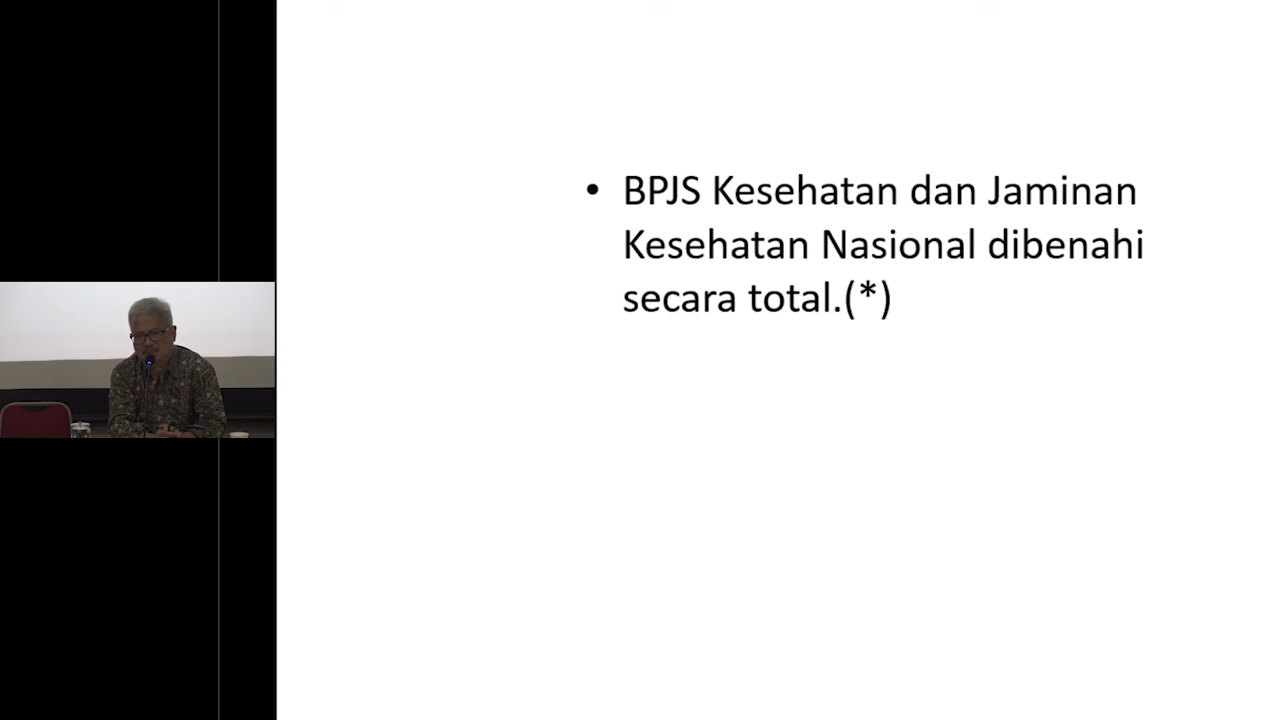 • BPJS Kesehatan dan Jaminan
Kesehatan Nasional dibenahi
secara total.(*)